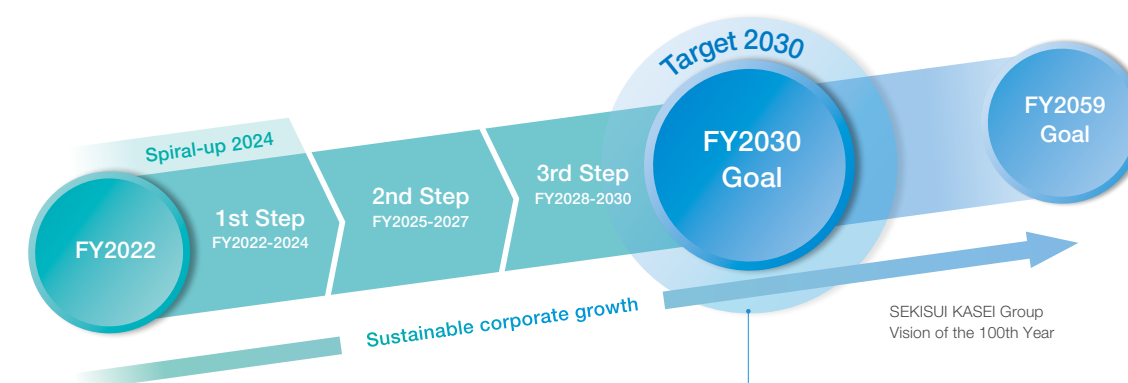 Target 2030
FY2059
Goal
FY2030
Goal
Spiral-up 2024
3rd Step
FY2028-2030
2nd Step
FY2025-2027
1st Step
FY2022-2024
FY2022
Sustainable corporate growth
SEKISUI KASEI Group
Vision of the 100th Year